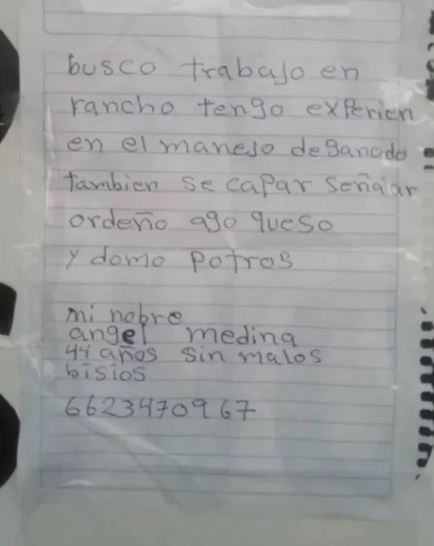 busco trabajo en
rancho tengo experien
en el manejo de ganado
tambien se capar señalar
ordeño ago queso
y domo potros
mi nobre
angel medina
44 años sin malos
bisios
6623470967